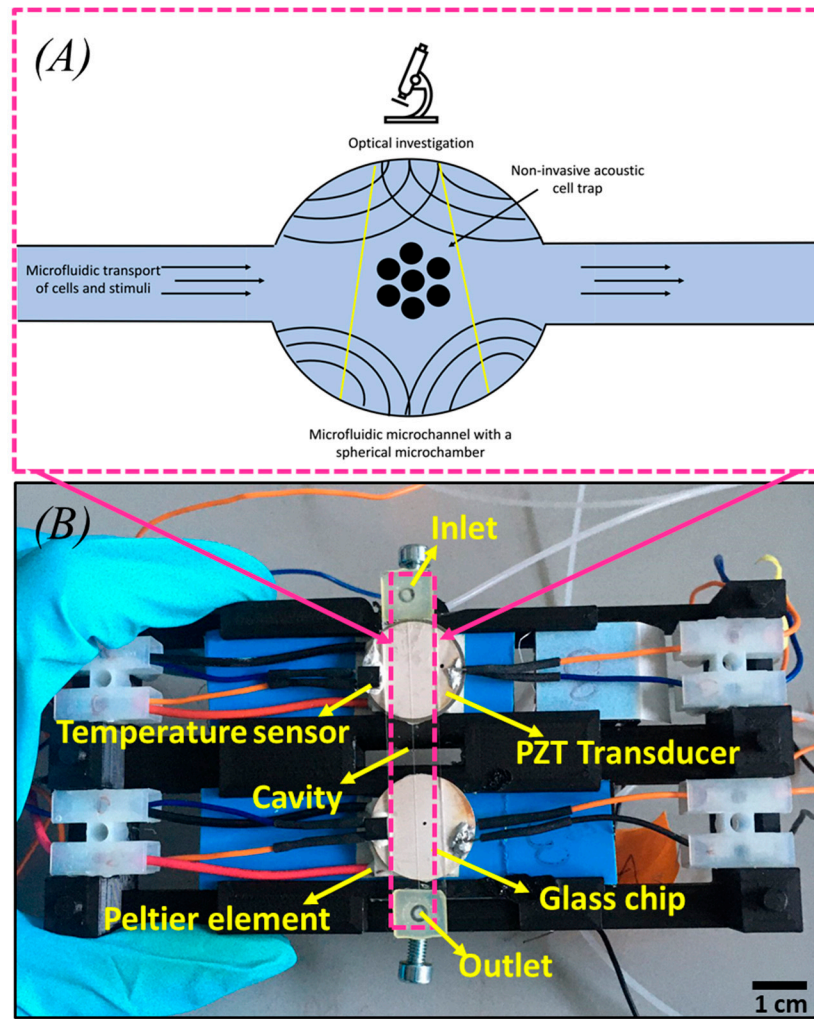 (A)
Optical investigation
Non-invasive acoustic
cell trap
Microfluidic transport
of cells and stimuli
Microfluidic microchannel with a
spherical microchamber
(B)
Inlet
Temperature sensor
PZT Transducer
Cavity
Peltier element
Glass chip
Outlet
1 cm